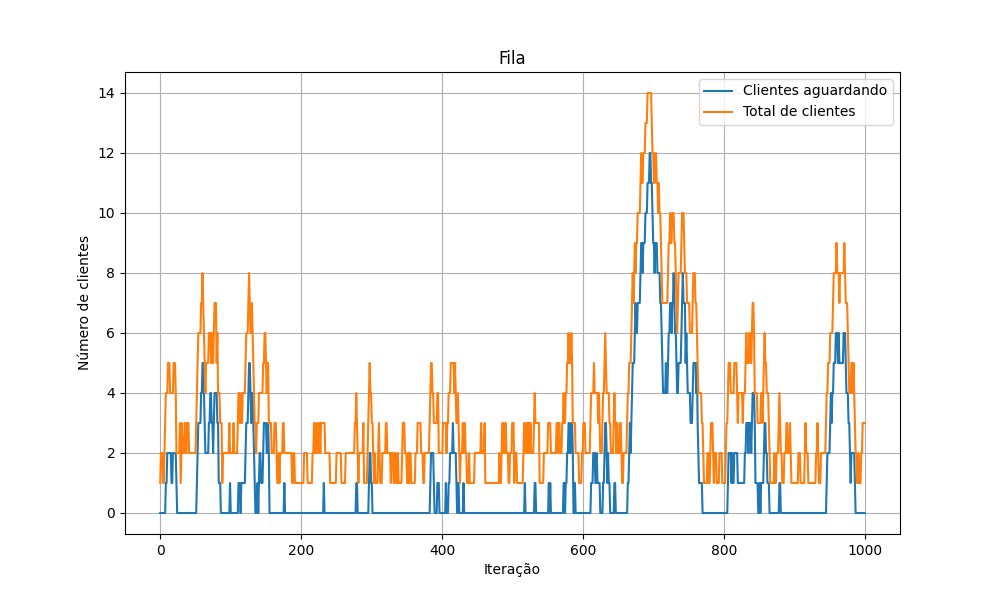 Fila
Clientes aguardando
Total de clientes
Número de clientes
14
12
10
8
6
4
2
0
0 200 400 600 800 1000
Iteração